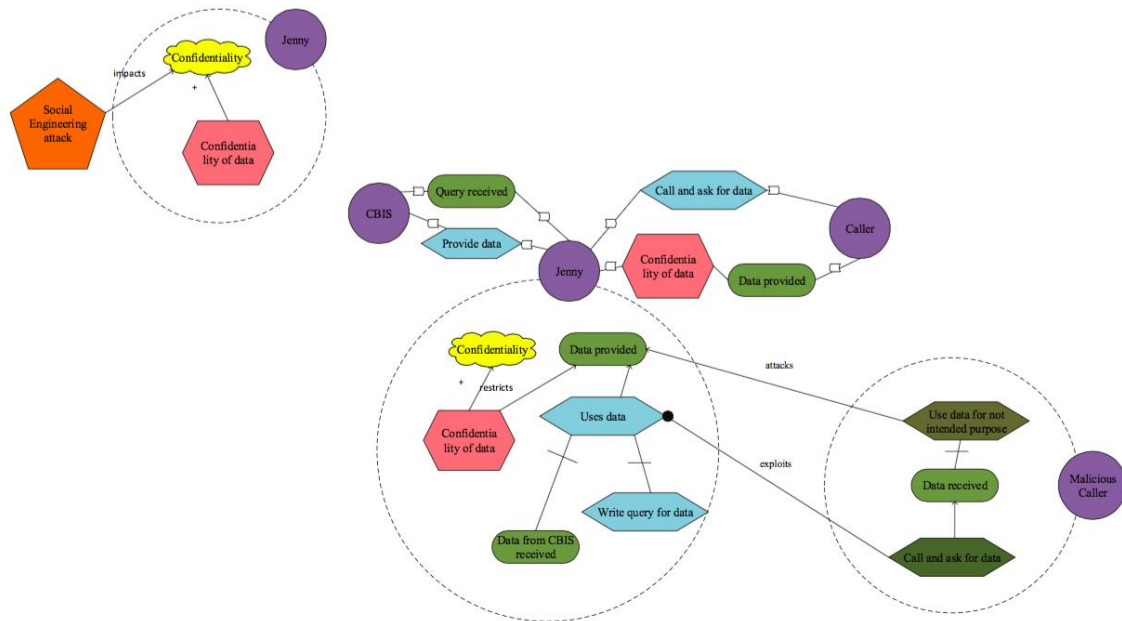 Jenny
Confidentiality
impacts
+
Social
Engineering
attack
Confidentia
lity of data
Query received
Call and ask for data
CBIS
Caller
Provide data
Jenny
Confidentia
lity of data
Data provided
Confidentiality
Data provided
attacks
+
restricts
Uses data
Use data for not
intended purpose
Confidentia
lity of data
exploits
Data received
Malicious
Caller
Write query for data
Data from CBIS
received
Call and ask for data